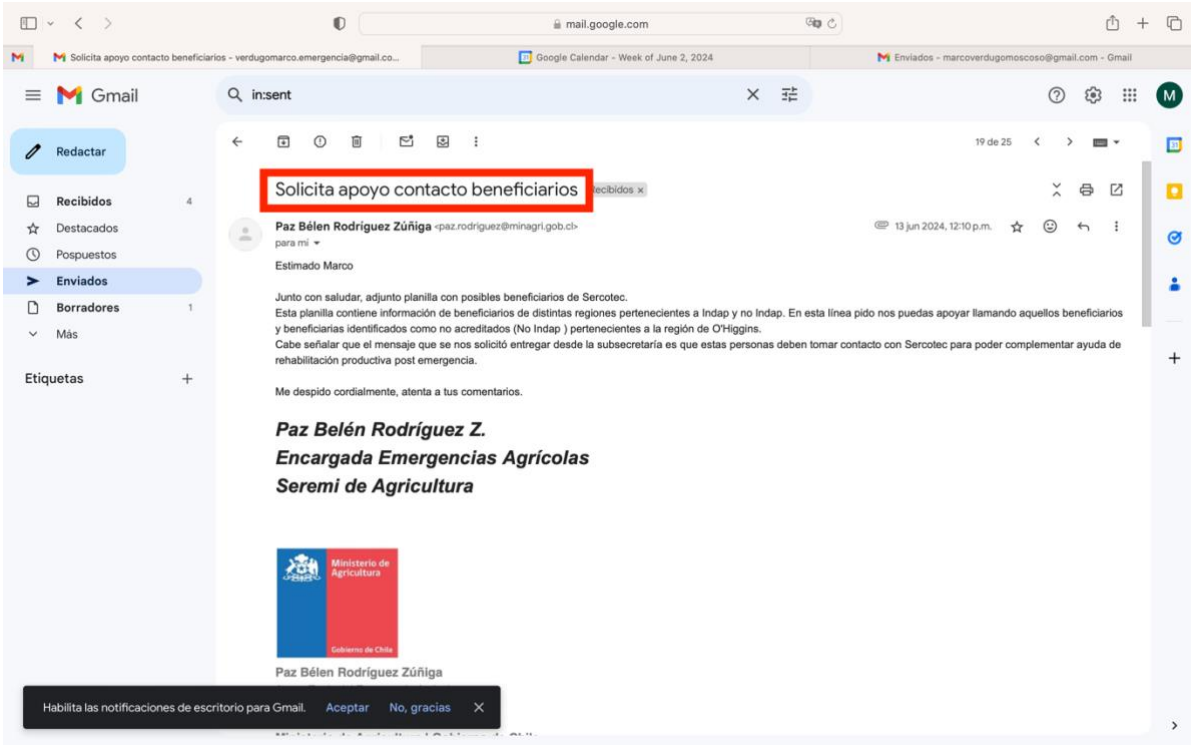 mail.google.com
Solicita apoyo contacto beneficiarios - verdugomarco.emergencia@gmail.co...
Google Calendar - Week of June 2, 2024
Enviados - marcoverdugomoscoso@gmail.com - Gmail
Gmail
in:sent
M
Redactar
19 de 25
Solicita apoyo contacto beneficiarios
Recibidos x
Recibidos 4
Destacados
Pospuestos
Enviados
Borradores 1
Más
Etiquetas
Paz Bélen Rodríguez Zúñiga <paz.rodriguez@minagri.gob.cl>
13 jun 2024, 12:10 p.m.
para mí
Estimado Marco
Junto con saludar, adjunto planilla con posibles beneficiarios de Sercotec.
Esta planilla contiene información de beneficiarios de distintas regiones pertenecientes a Indap y no Indap. En esta línea pido nos puedas apoyar llamando aquellos beneficiarios
y beneficiarias identificados como no acreditados (No Indap ) pertenecientes a la región de O'Higgins.
Cabe señalar que el mensaje que se nos solicitó entregar desde la subsecretaría es que estas personas deben tomar contacto con Sercotec para poder complementar ayuda de
rehabilitación productiva post emergencia.
Me despido cordialmente, atenta a tus comentarios.
Paz Belén Rodríguez Z.
Encargada Emergencias Agrícolas
Seremi de Agricultura
Ministerio de
Agricultura
Gobierno de Chile
Paz Bélen Rodríguez Zúñiga
Habilita las notificaciones de escritorio para Gmail. Aceptar No, gracias
Ministerio de Agricultura | Gobierno de Chile